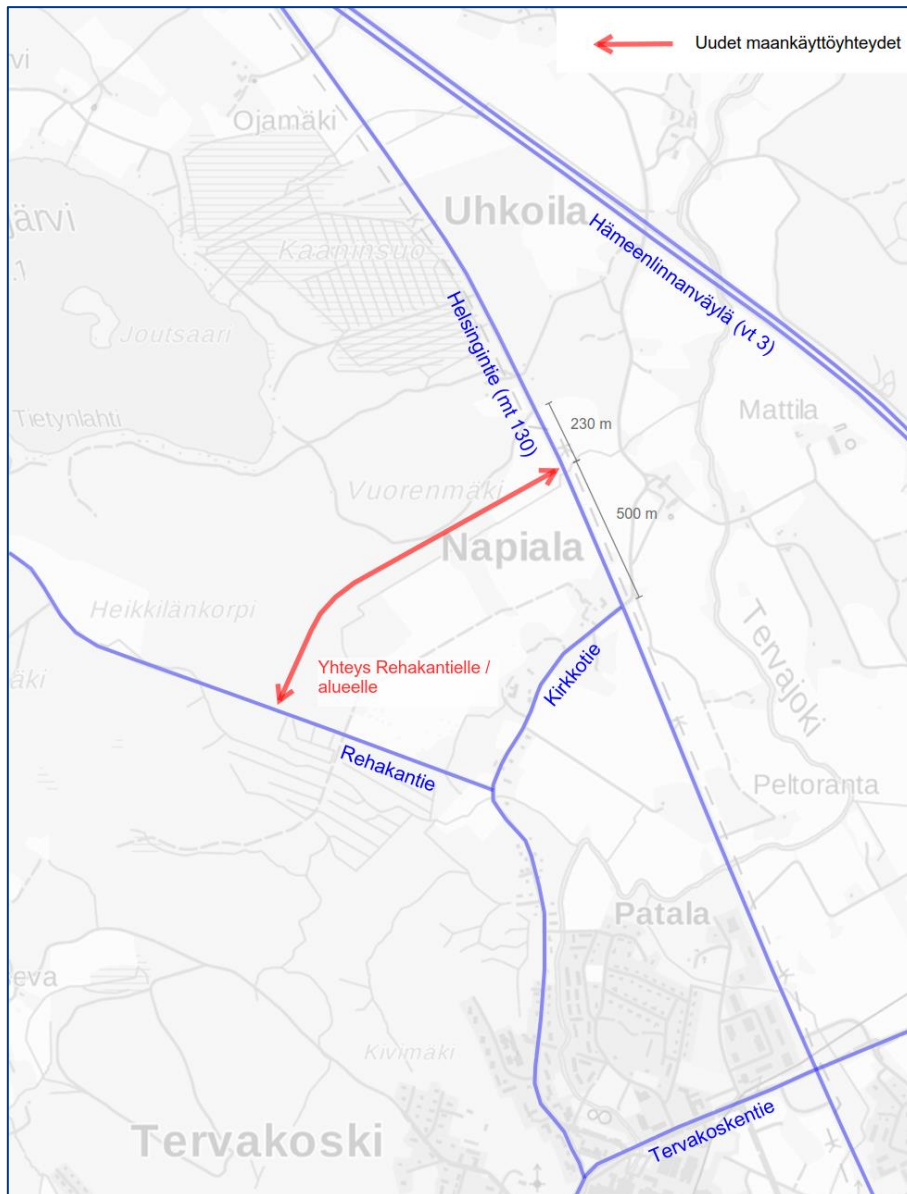 Uudet maankäyttöyhteydet
Ojamäki
Uhkoila
Hämeenlinnanväylä (vt 3)
järvi
Joutsaari
Helsingintie (mt 130)
Mattila
Tietynlahti
230 m
Vuorenmäki
500 m
Napiala
Heikkilänkorpi
Tervajoki
Yhteys Rehakantielle /
alueelle
Kirkkotie
Rehakantie
Peltoranta
Patala
Kivimäki
Tervakoski
Tervakoskentie